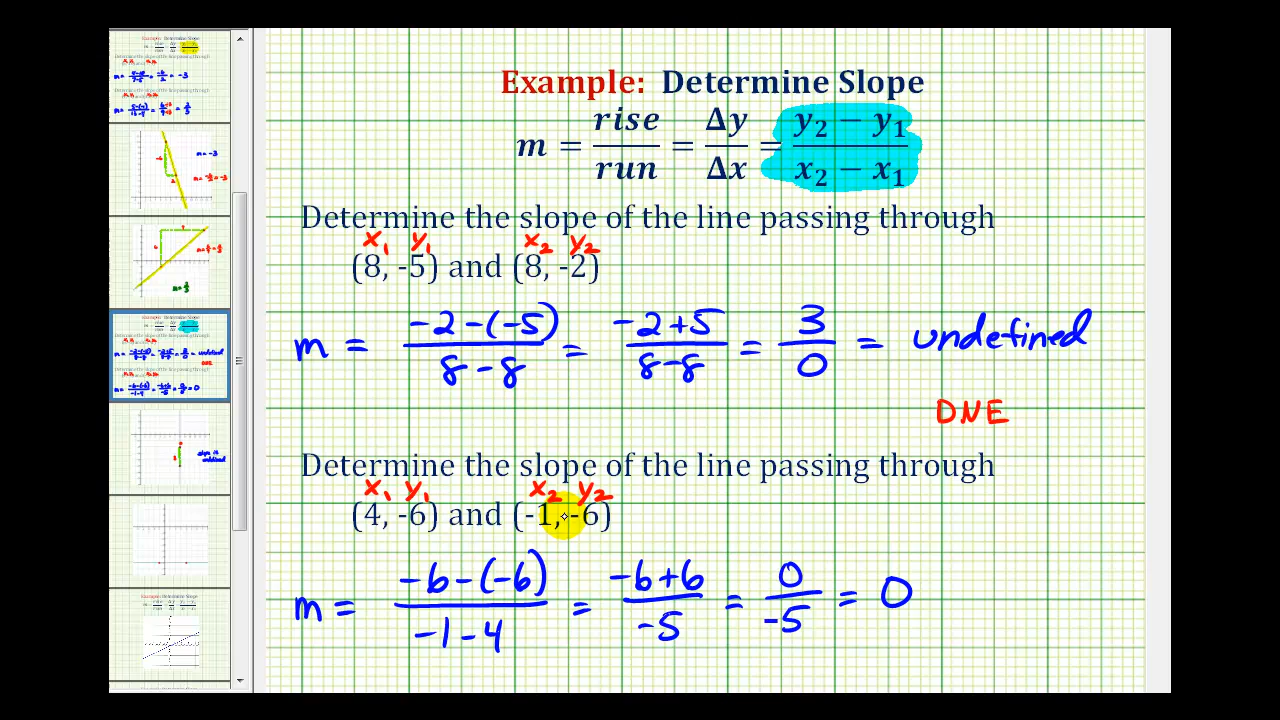 Example: Determine Slope
m = rise/run = Δy/Δx = y₂ − y₁/x₂ − x₁
Determine the slope of the line passing through
x₁ y₁ x₂ y₂
(8, -5) and (8, -2)
m = −2−(−5)/8−8 = −2+5/8−8 = 3/0 = undefined
DNE
Determine the slope of the line passing through
x₁ y₁ x₂ y₂
(4, -6) and (-1, -6)
m = −6−(−6)/−1−4 = −6+6/−5 = 0/−5 = 0